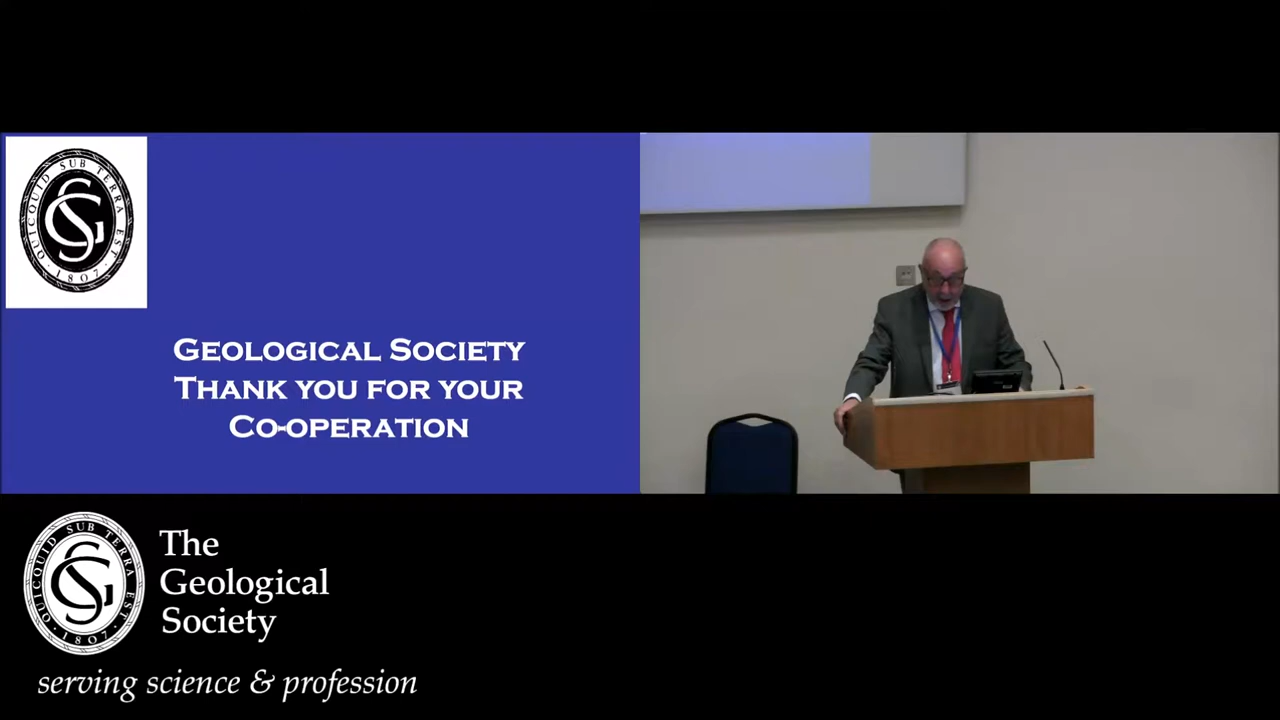 QUICQUID SUB TERRA EST
GS
· 1807 ·
GEOLOGICAL SOCIETY
THANK YOU FOR YOUR
CO-OPERATION
QUICQUID SUB TERRA EST
GS
· 1807 ·
The
Geological
Society
serving science & profession